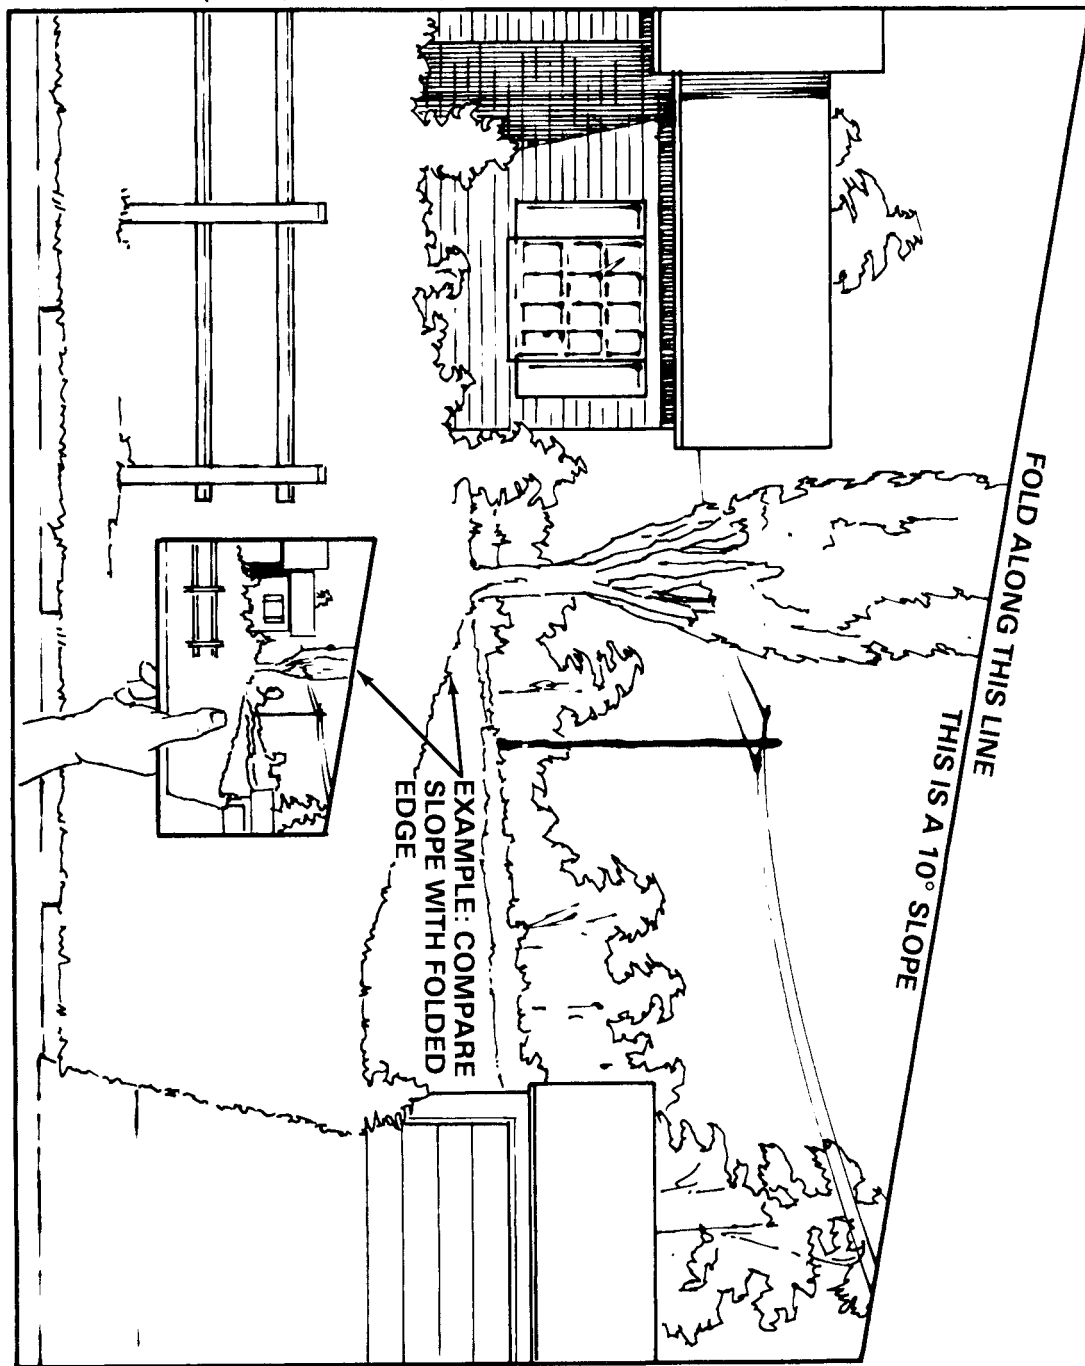 FOLD ALONG THIS LINE
THIS IS A 10° SLOPE
EXAMPLE: COMPARE
SLOPE WITH FOLDED
EDGE